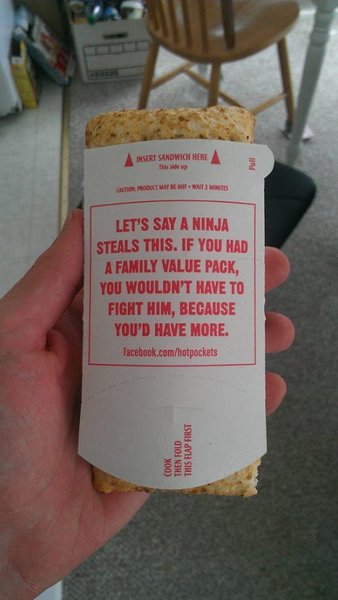 INSERT SANDWICH HERE
This side up
Pull
CAUTION: PRODUCT MAY BE HOT • WAIT 2 MINUTES
LET'S SAY A NINJA
STEALS THIS. IF YOU HAD
A FAMILY VALUE PACK,
YOU WOULDN'T HAVE TO
FIGHT HIM, BECAUSE
YOU'D HAVE MORE.
Facebook.com/hotpockets
COOK
THEN FOLD
THIS FLAP FIRST